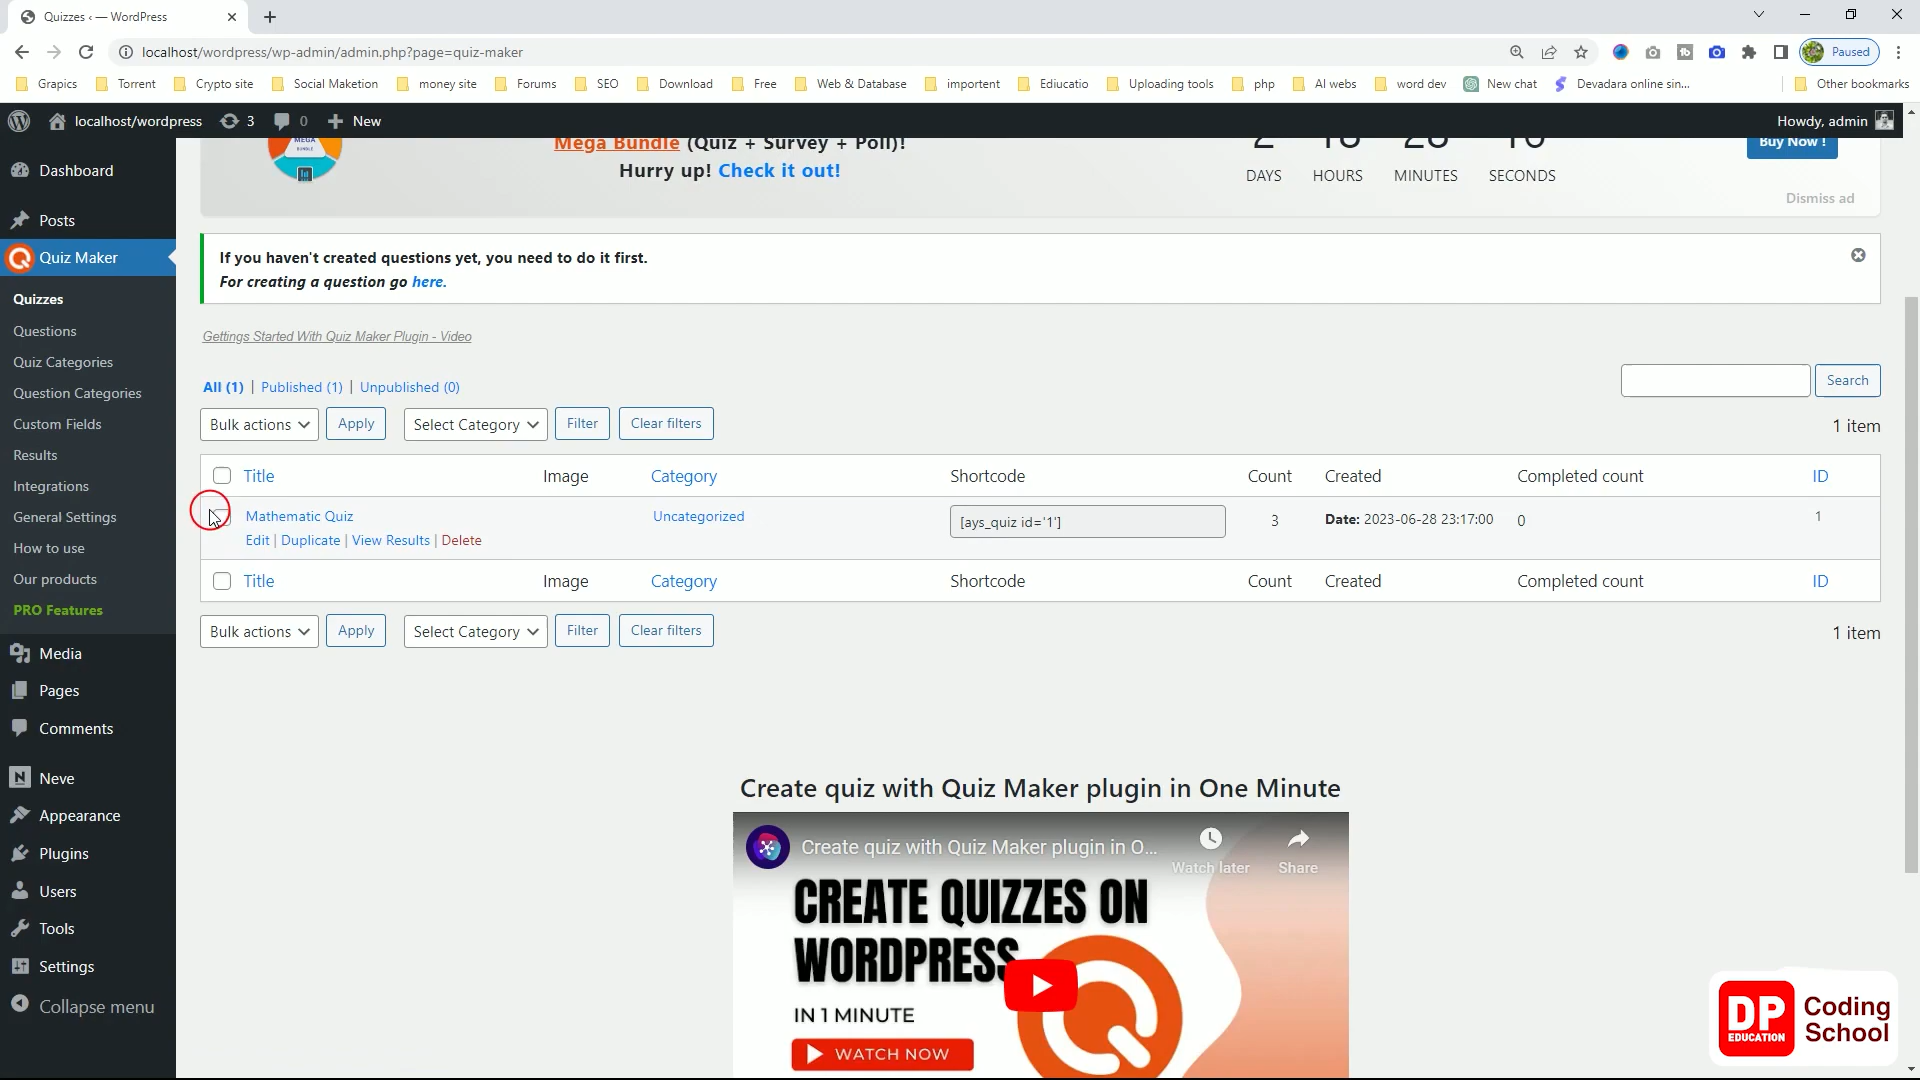 Quizzes ‹ — WordPress
localhost/wordpress/wp-admin/admin.php?page=quiz-maker
Paused
Grapics
Torrent
Crypto site
Social Maketion
money site
Forums
SEO
Download
Free
Web & Database
importent
Educatio
Uploading tools
php
AI webs
word dev
New chat
Devadara online sin...
Other bookmarks
localhost/wordpress
3
0
New
Howdy, admin
Dashboard
Posts
Quiz Maker
Quizzes
Questions
Quiz Categories
Question Categories
Custom Fields
Results
Integrations
General Settings
How to use
Our products
PRO Features
Media
Pages
Comments
Neve
Appearance
Plugins
Users
Tools
Settings
Collapse menu
MEGA
BUNDLE
Mega Bundle (Quiz + Survey + Poll)!
Hurry up! Check it out!
DAYS
HOURS
MINUTES
SECONDS
Buy Now !
Dismiss ad
If you haven't created questions yet, you need to do it first.
For creating a question go here.
Gettings Started With Quiz Maker Plugin - Video
All (1) | Published (1) | Unpublished (0)
Search
Bulk actions
Apply
Select Category
Filter
Clear filters
1 item
Title Image Category Shortcode Count Created Completed count ID
Mathematic Quiz Uncategorized [ays_quiz id='1'] 3 Date: 2023-06-28 23:17:00 0 1
Edit | Duplicate | View Results | Delete
Title Image Category Shortcode Count Created Completed count ID
Bulk actions
Apply
Select Category
Filter
Clear filters
1 item
Create quiz with Quiz Maker plugin in One Minute
Create quiz with Quiz Maker plugin in O...
Watch later
Share
CREATE QUIZZES ON
WORDPRESS
IN 1 MINUTE
WATCH NOW
DP
EDUCATION
Coding
School